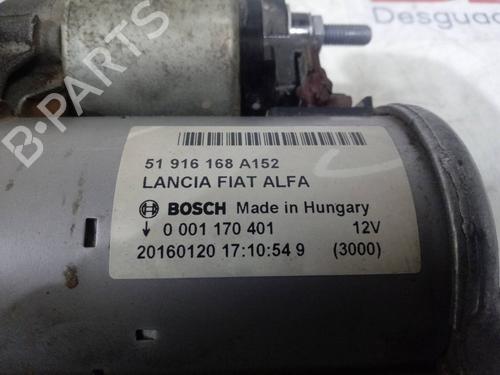 Desgua
B-PARTS
51 916 168 A152
LANCIA FIAT ALFA
BOSCH Made in Hungary
↓ 0 001 170 401 12V
20160120 17:10:54 9 (3000)